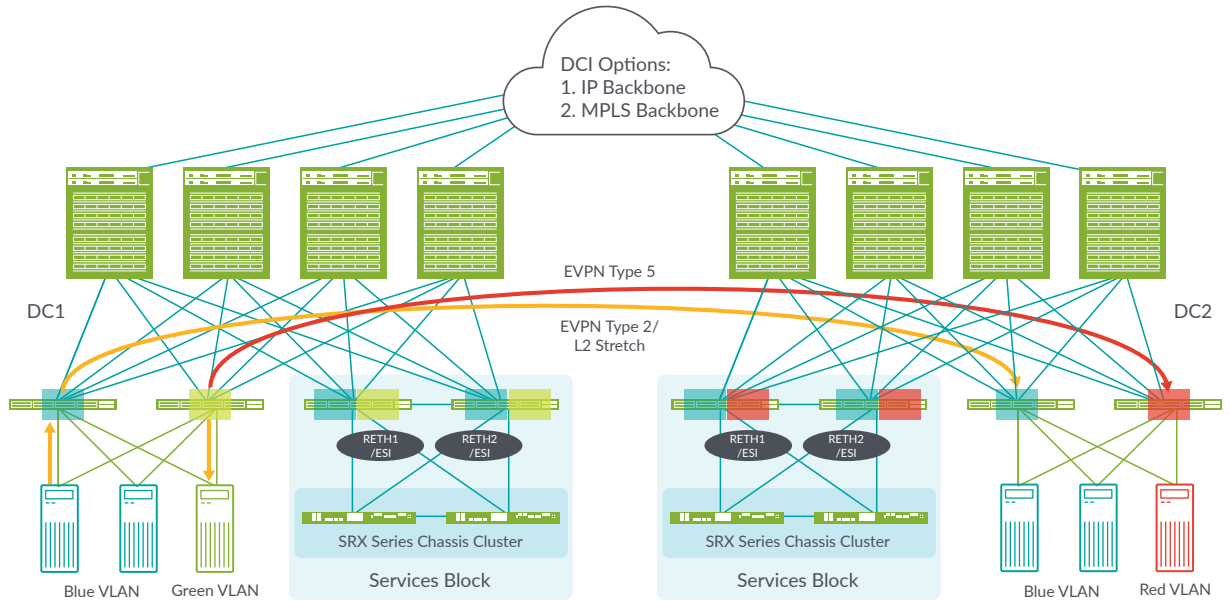 DCI Options:
1. IP Backbone
2. MPLS Backbone
EVPN Type 5
DC1
DC2
EVPN Type 2/
L2 Stretch
RETH1
/ESI
RETH2
/ESI
RETH1
/ESI
RETH2
/ESI
SRX Series Chassis Cluster
SRX Series Chassis Cluster
Services Block
Services Block
Blue VLAN
Green VLAN
Blue VLAN
Red VLAN